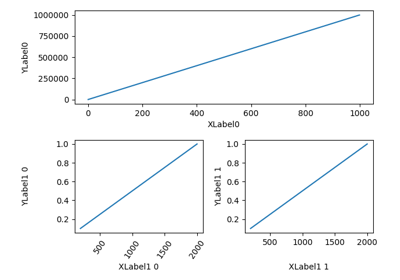 1000000
750000
500000
250000
0
YLabel0
0 200 400 600 800 1000
XLabel0
1.0
0.8
0.6
0.4
0.2
YLabel1 0
500 1000 1500 2000
XLabel1 0
1.0
0.8
0.6
0.4
0.2
YLabel1 1
500 1000 1500 2000
XLabel1 1